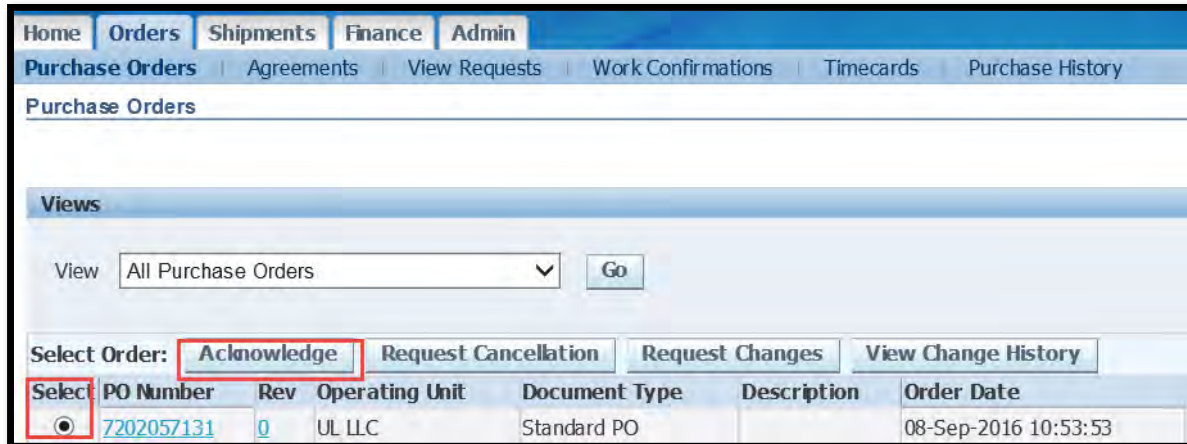 Home Orders Shipments Finance Admin
Purchase Orders Agreements View Requests Work Confirmations Timecards Purchase History
Purchase Orders
Views
View All Purchase Orders Go
Select Order: Acknowledge Request Cancellation Request Changes View Change History
Select PO Number Rev Operating Unit Document Type Description Order Date
7202057131 0 UL LLC Standard PO 08-Sep-2016 10:53:53